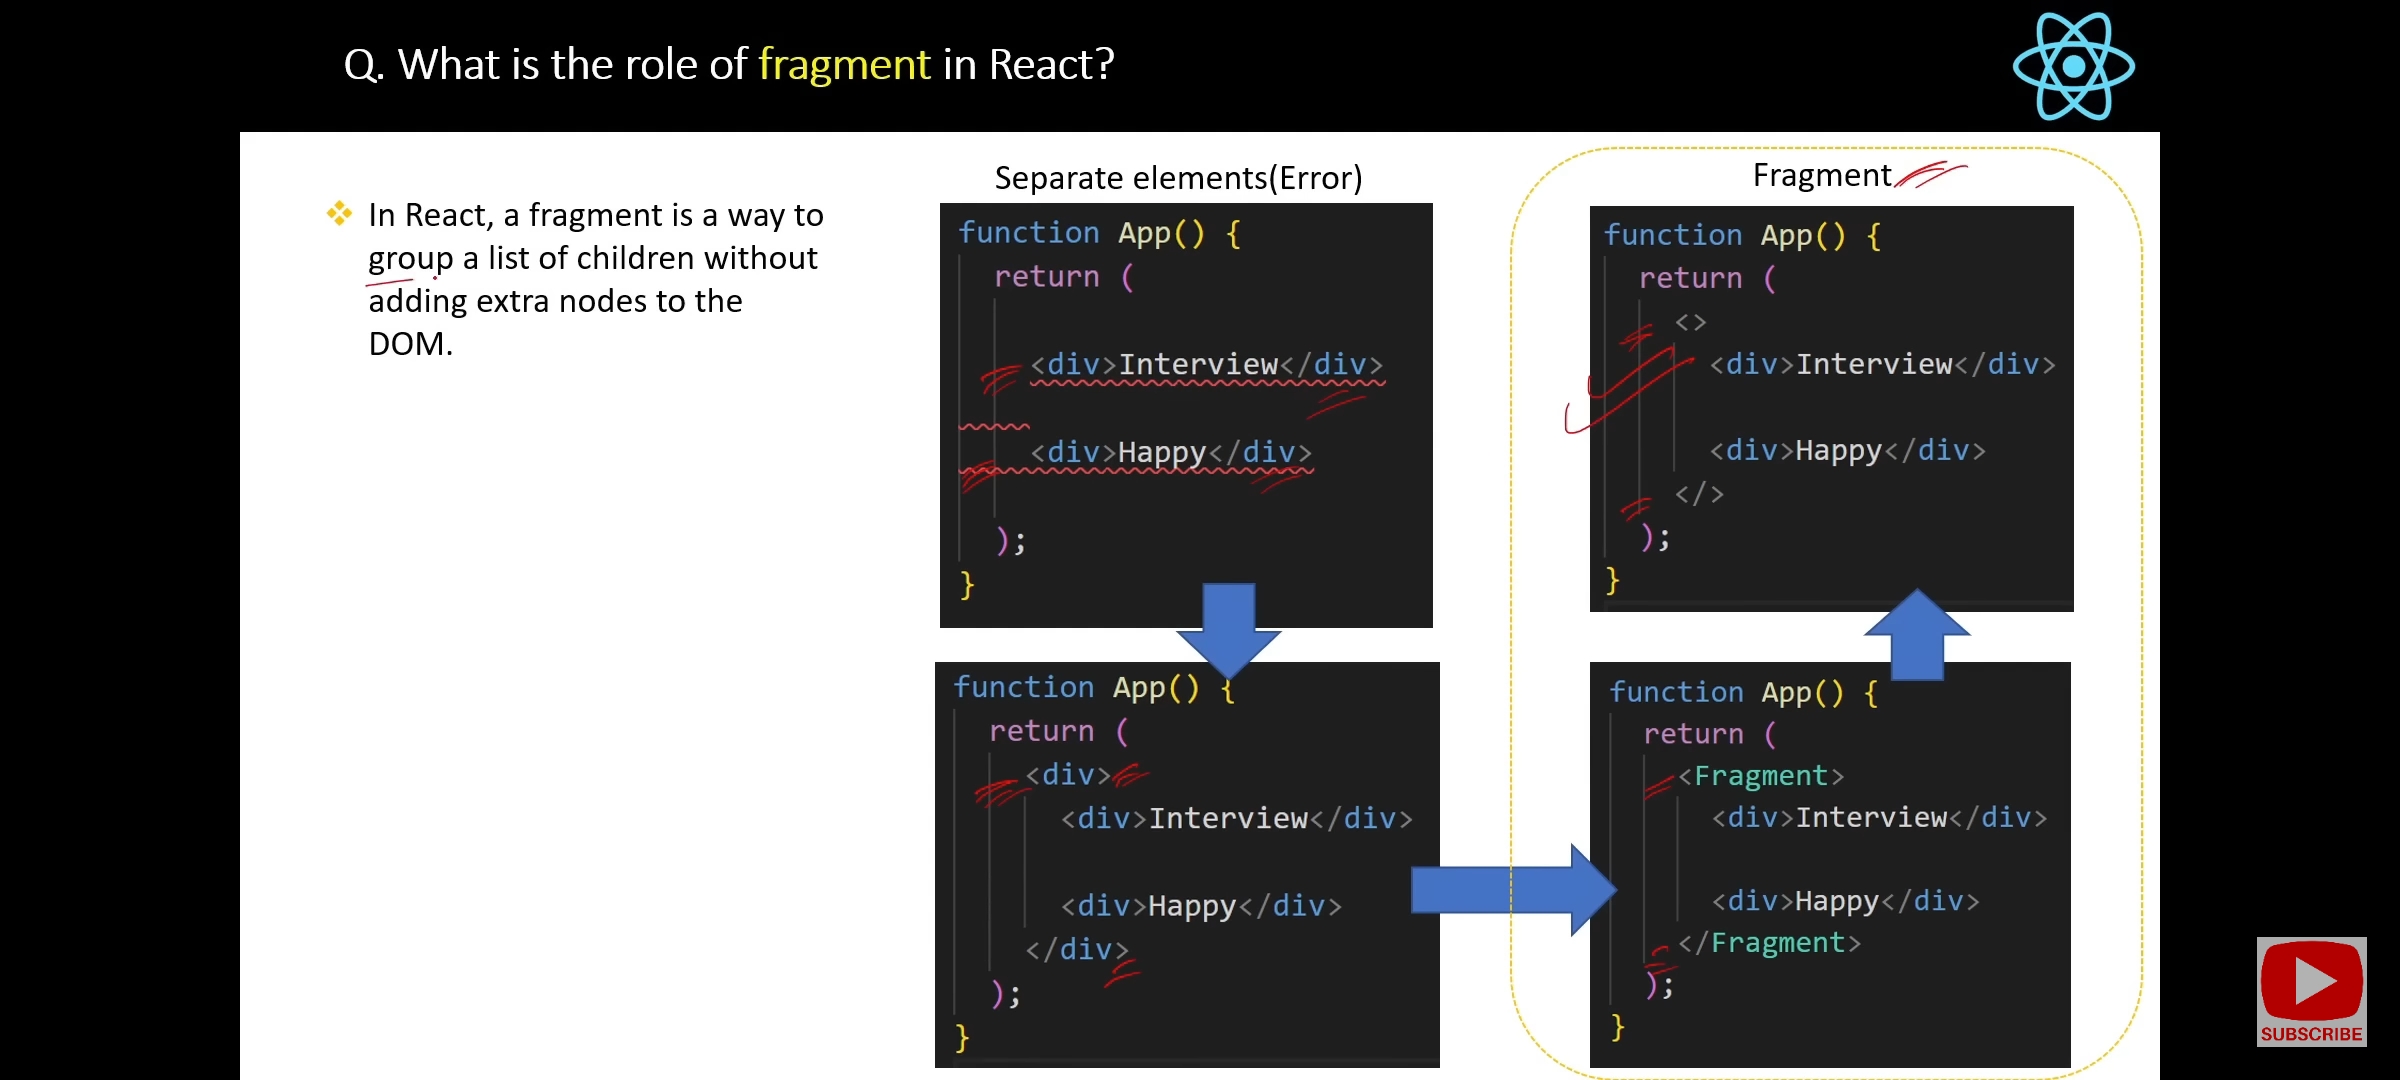 Q. What is the role of fragment in React?
In React, a fragment is a way to
group a list of children without
adding extra nodes to the
DOM.
Separate elements(Error)
function App() {
return (
<div>Interview</div>
<div>Happy</div>
);
}
function App() {
return (
<div>
<div>Interview</div>
<div>Happy</div>
</div>
);
}
Fragment
function App() {
return (
<>
<div>Interview</div>
<div>Happy</div>
</>
);
}
function App() {
return (
<Fragment>
<div>Interview</div>
<div>Happy</div>
</Fragment>
);
}
SUBSCRIBE